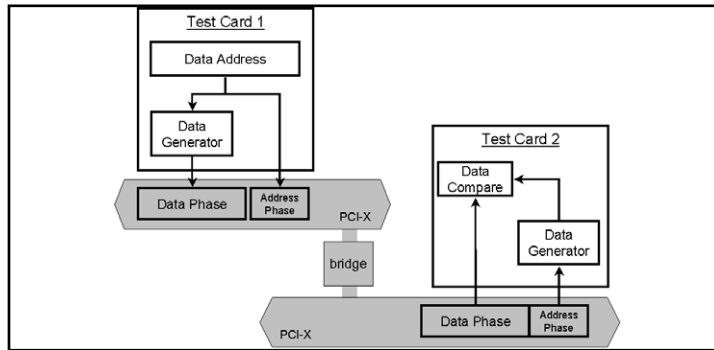 Test Card 1
Data Address
Data
Generator
Data Phase
Address
Phase
PCI-X
bridge
Test Card 2
Data
Compare
Data
Generator
Data Phase
Address
Phase
PCI-X